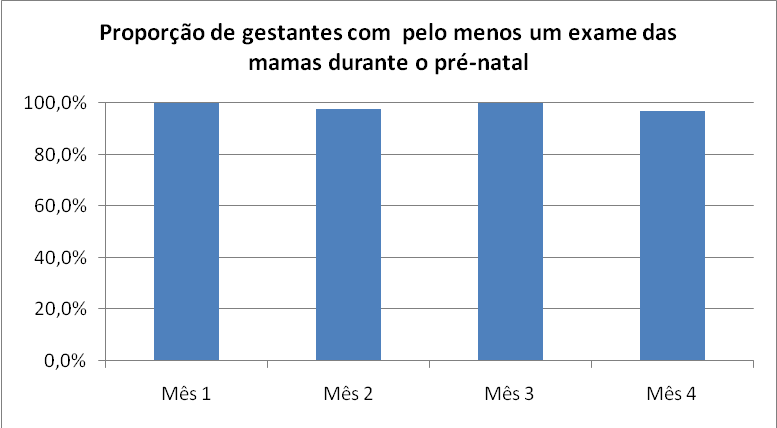 Proporção de gestantes com  pelo menos um exame das
mamas durante o pré-natal
100,0%
80,0%
60,0%
40,0%
20,0%
0,0%
Mês 1
Mês 2
Mês 3
Mês 4